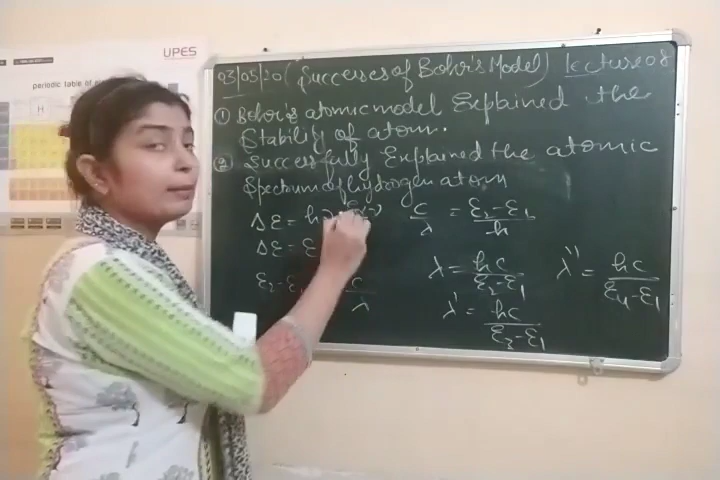 UPES
periodic table of
H
03/05/20 (Successes of Bohr's Model) lecture 08
① Bohr's atomic model Explained the
Stability of atom.
② Successfully Explained the atomic
Spectrum of hydrogen atom
ΔE = h
c/λ = E₂-E₁/h
ΔE = E
E₂-E₁
c/λ
λ = hc/E₂-E₁
λ' = hc/E₃-E₁
λ'' = hc/E₄-E₁